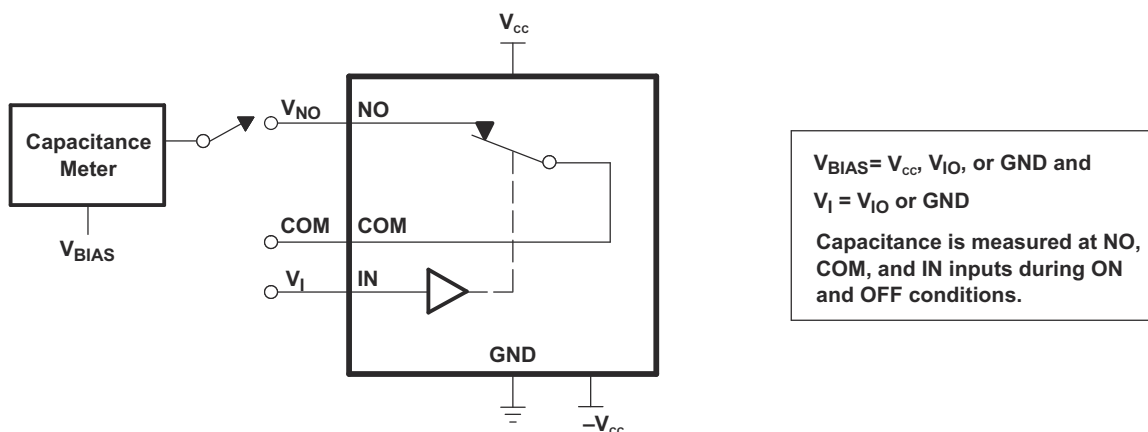 Vcc
Capacitance
Meter
VBIAS
VNO
NO
COM
COM
VI
IN
GND
–Vcc
VBIAS= Vcc, VIO, or GND and
VI = VIO or GND
Capacitance is measured at NO,
COM, and IN inputs during ON
and OFF conditions.